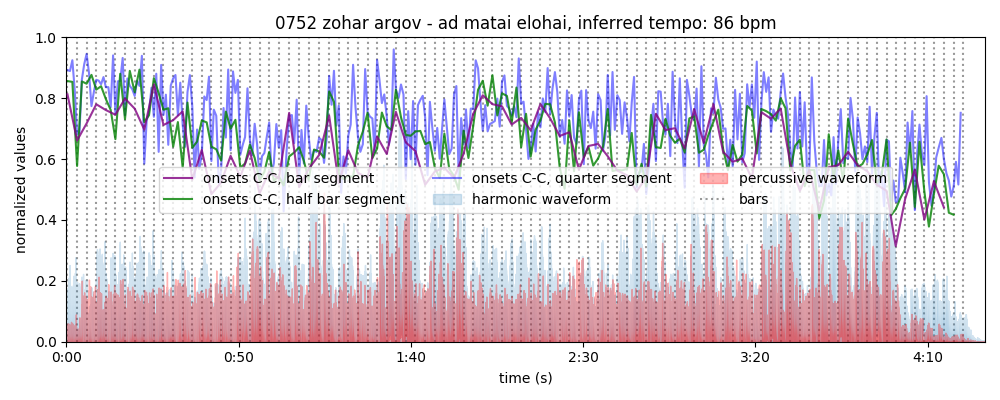 0752 zohar argov - ad matai elohai, inferred tempo: 86 bpm
1.0
0.8
0.6
0.4
0.2
0.0
normalized values
onsets C-C, bar segment
onsets C-C, half bar segment
onsets C-C, quarter segment
harmonic waveform
percussive waveform
bars
0:00 0:50 1:40 2:30 3:20 4:10
time (s)